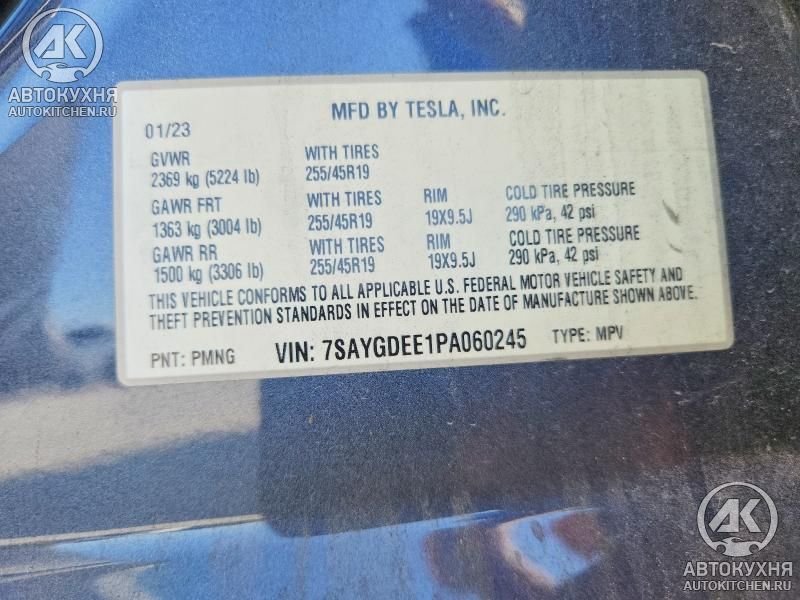 АК
АВТОКУХНЯ
AUTOKITCHEN.RU
MFD BY TESLA, INC.
01/23
GVWR WITH TIRES
2369 kg (5224 lb) 255/45R19
GAWR FRT WITH TIRES RIM COLD TIRE PRESSURE
1363 kg (3004 lb) 255/45R19 19X9.5J 290 kPa, 42 psi
GAWR RR WITH TIRES RIM COLD TIRE PRESSURE
1500 kg (3306 lb) 255/45R19 19X9.5J 290 kPa, 42 psi
THIS VEHICLE CONFORMS TO ALL APPLICABLE U.S. FEDERAL MOTOR VEHICLE SAFETY AND
THEFT PREVENTION STANDARDS IN EFFECT ON THE DATE OF MANUFACTURE SHOWN ABOVE.
PNT: PMNG VIN: 7SAYGDEE1PA060245 TYPE: MPV
АК
АВТОКУХНЯ
AUTOKITCHEN.RU